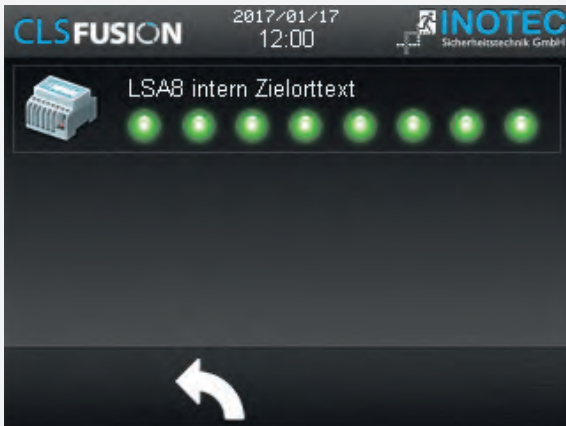 CLSFUSION
2017/01/17
12:00
INOTEC
Sicherheitstechnik GmbH
LSA8 intern Zielorttext